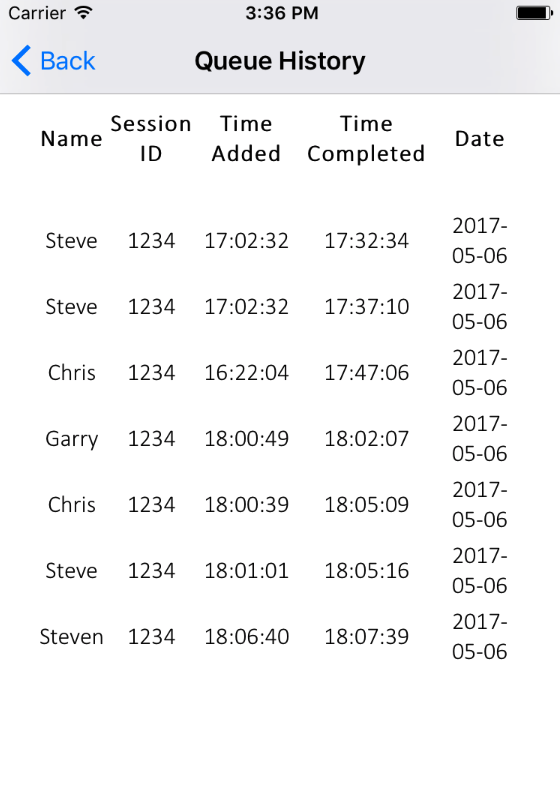 Carrier 3:36 PM
Back Queue History
Name Session ID Time Added Time Completed Date
Steve 1234 17:02:32 17:32:34 2017-05-06
Steve 1234 17:02:32 17:37:10 2017-05-06
Chris 1234 16:22:04 17:47:06 2017-05-06
Garry 1234 18:00:49 18:02:07 2017-05-06
Chris 1234 18:00:39 18:05:09 2017-05-06
Steve 1234 18:01:01 18:05:16 2017-05-06
Steven 1234 18:06:40 18:07:39 2017-05-06